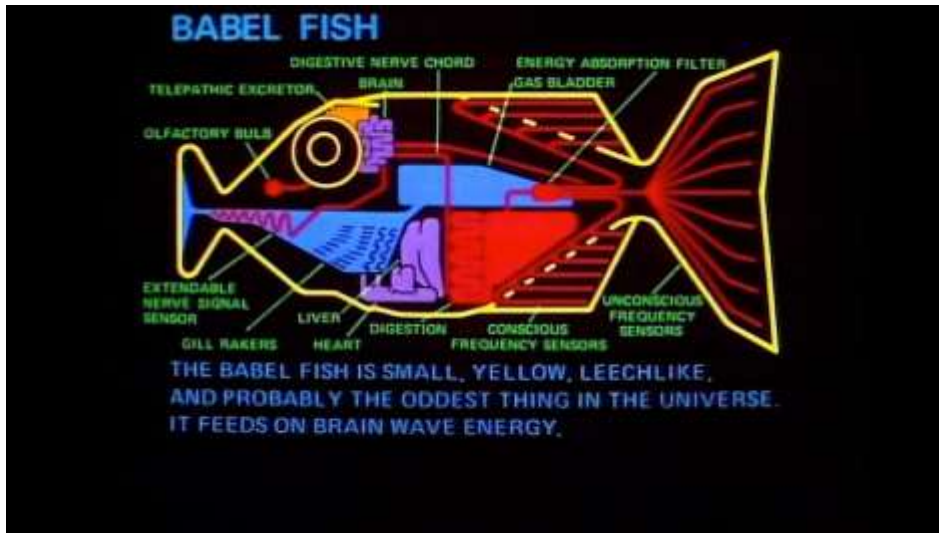 BABEL FISH
DIGESTIVE NERVE CHORD
ENERGY ABSORPTION FILTER
TELEPATHIC EXCRETOR
BRAIN
GAS BLADDER
OLFACTORY BULB
EXTENDABLE
NERVE SIGNAL
SENSOR
GILL RAKERS
LIVER
HEART
DIGESTION
CONSCIOUS
FREQUENCY SENSORS
UNCONSCIOUS
FREQUENCY
SENSORS
THE BABEL FISH IS SMALL, YELLOW, LEECHLIKE,
AND PROBABLY THE ODDEST THING IN THE UNIVERSE.
IT FEEDS ON BRAIN WAVE ENERGY,